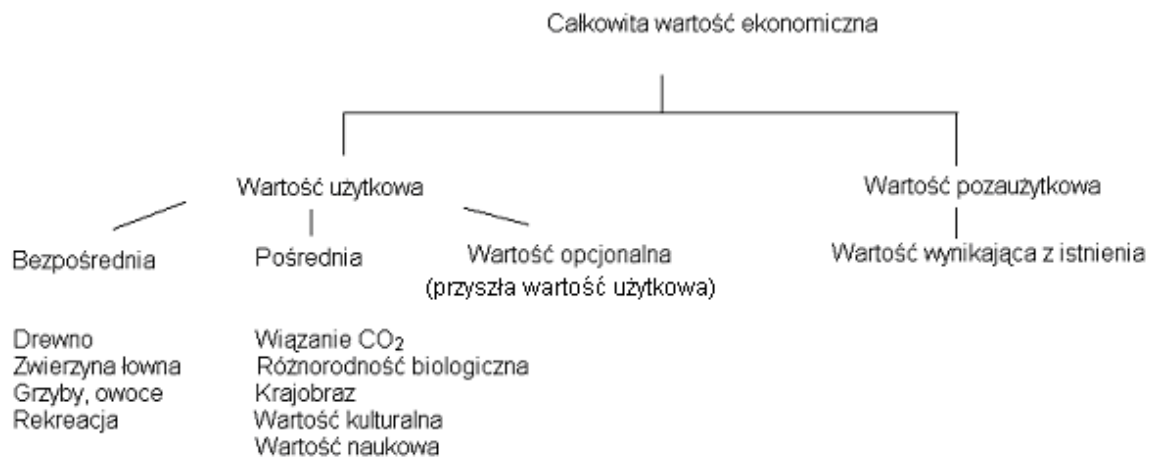 Całkowita wartość ekonomiczna
Wartość użytkowa
Wartość pozaużytkowa
Bezpośrednia
Pośrednia
Wartość opcjonalna
(przyszła wartość użytkowa)
Wartość wynikająca z istnienia
Drewno
Zwierzyna łowna
Grzyby, owoce
Rekreacja
Wiązanie CO₂
Różnorodność biologiczna
Krajobraz
Wartość kulturalna
Wartość naukowa